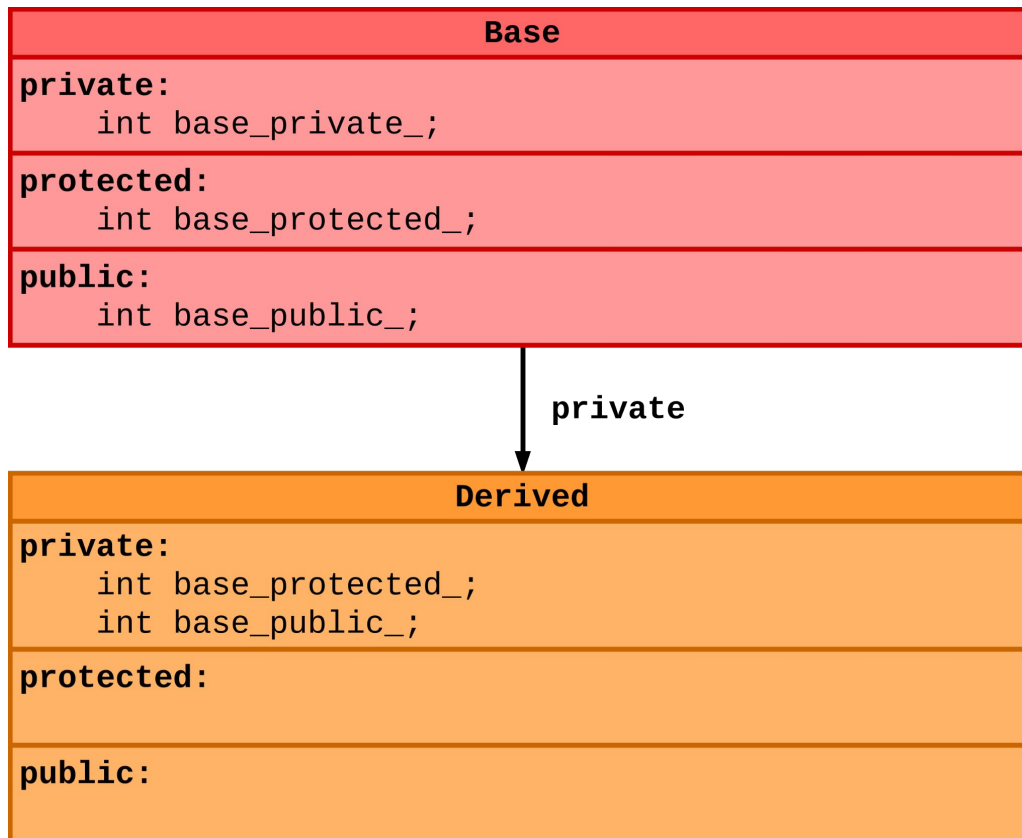 Base
private:
int base_private_;
protected:
int base_protected_;
public:
int base_public_;
private
Derived
private:
int base_protected_;
int base_public_;
protected:
public: